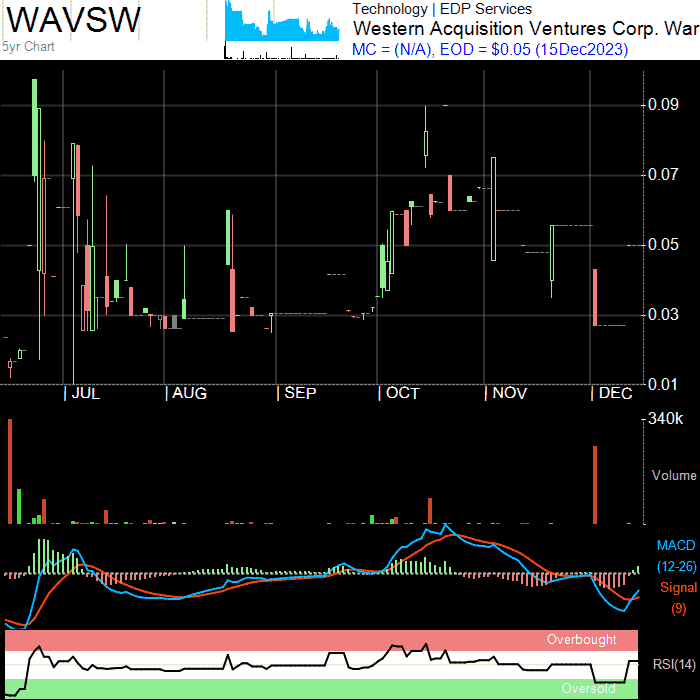 WAVSW
5yr Chart
Technology | EDP Services
Western Acquisition Ventures Corp. War
MC = (N/A), EOD = $0.05 (15Dec2023)
0.09
0.07
0.05
0.03
0.01
| JUL | AUG | SEP | OCT | NOV | DEC
340k
Volume
MACD
(12-26)
Signal
(9)
Overbought
RSI(14)
Oversold